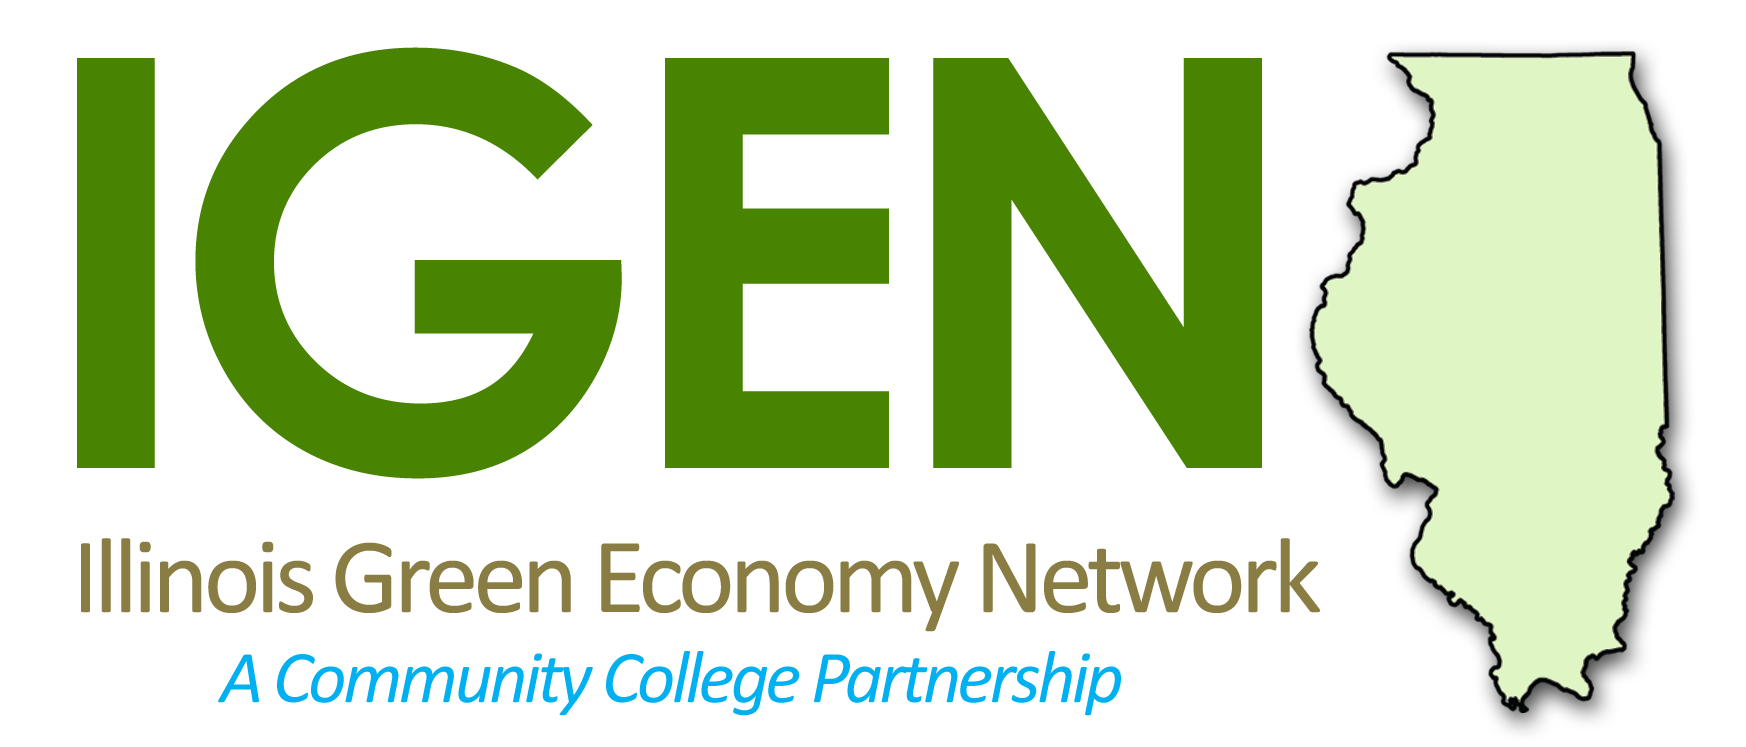 IGEN
Illinois Green Economy Network
A Community College Partnership